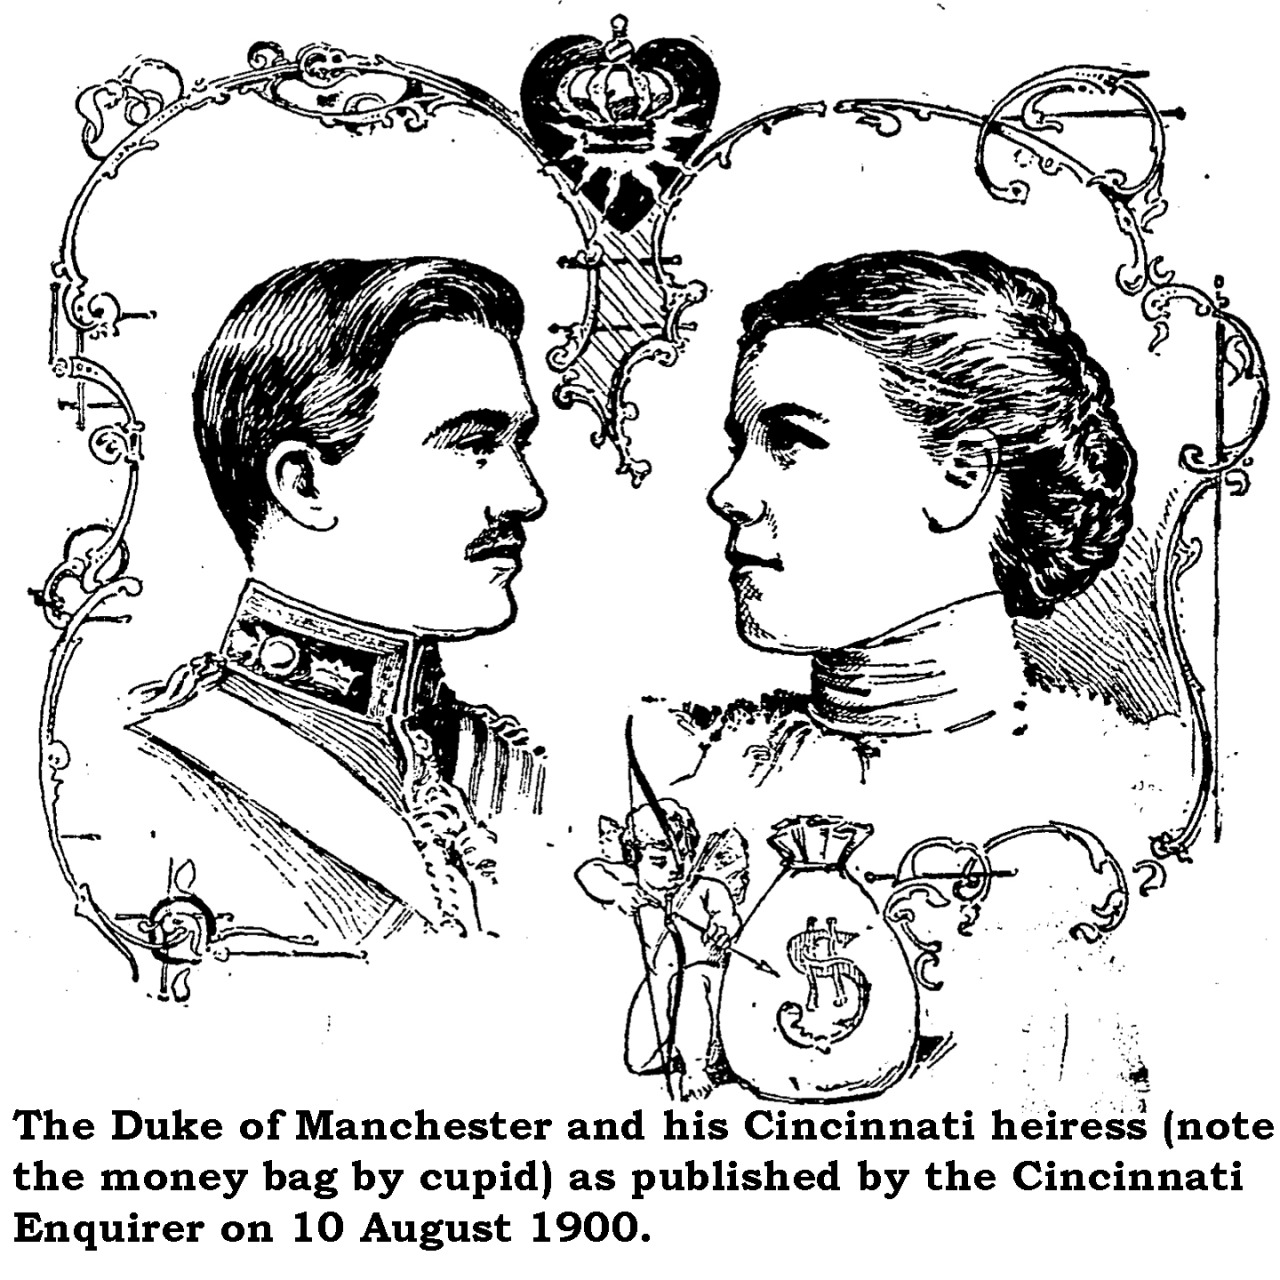 $
The Duke of Manchester and his Cincinnati heiress (note
the money bag by cupid) as published by the Cincinnati
Enquirer on 10 August 1900.